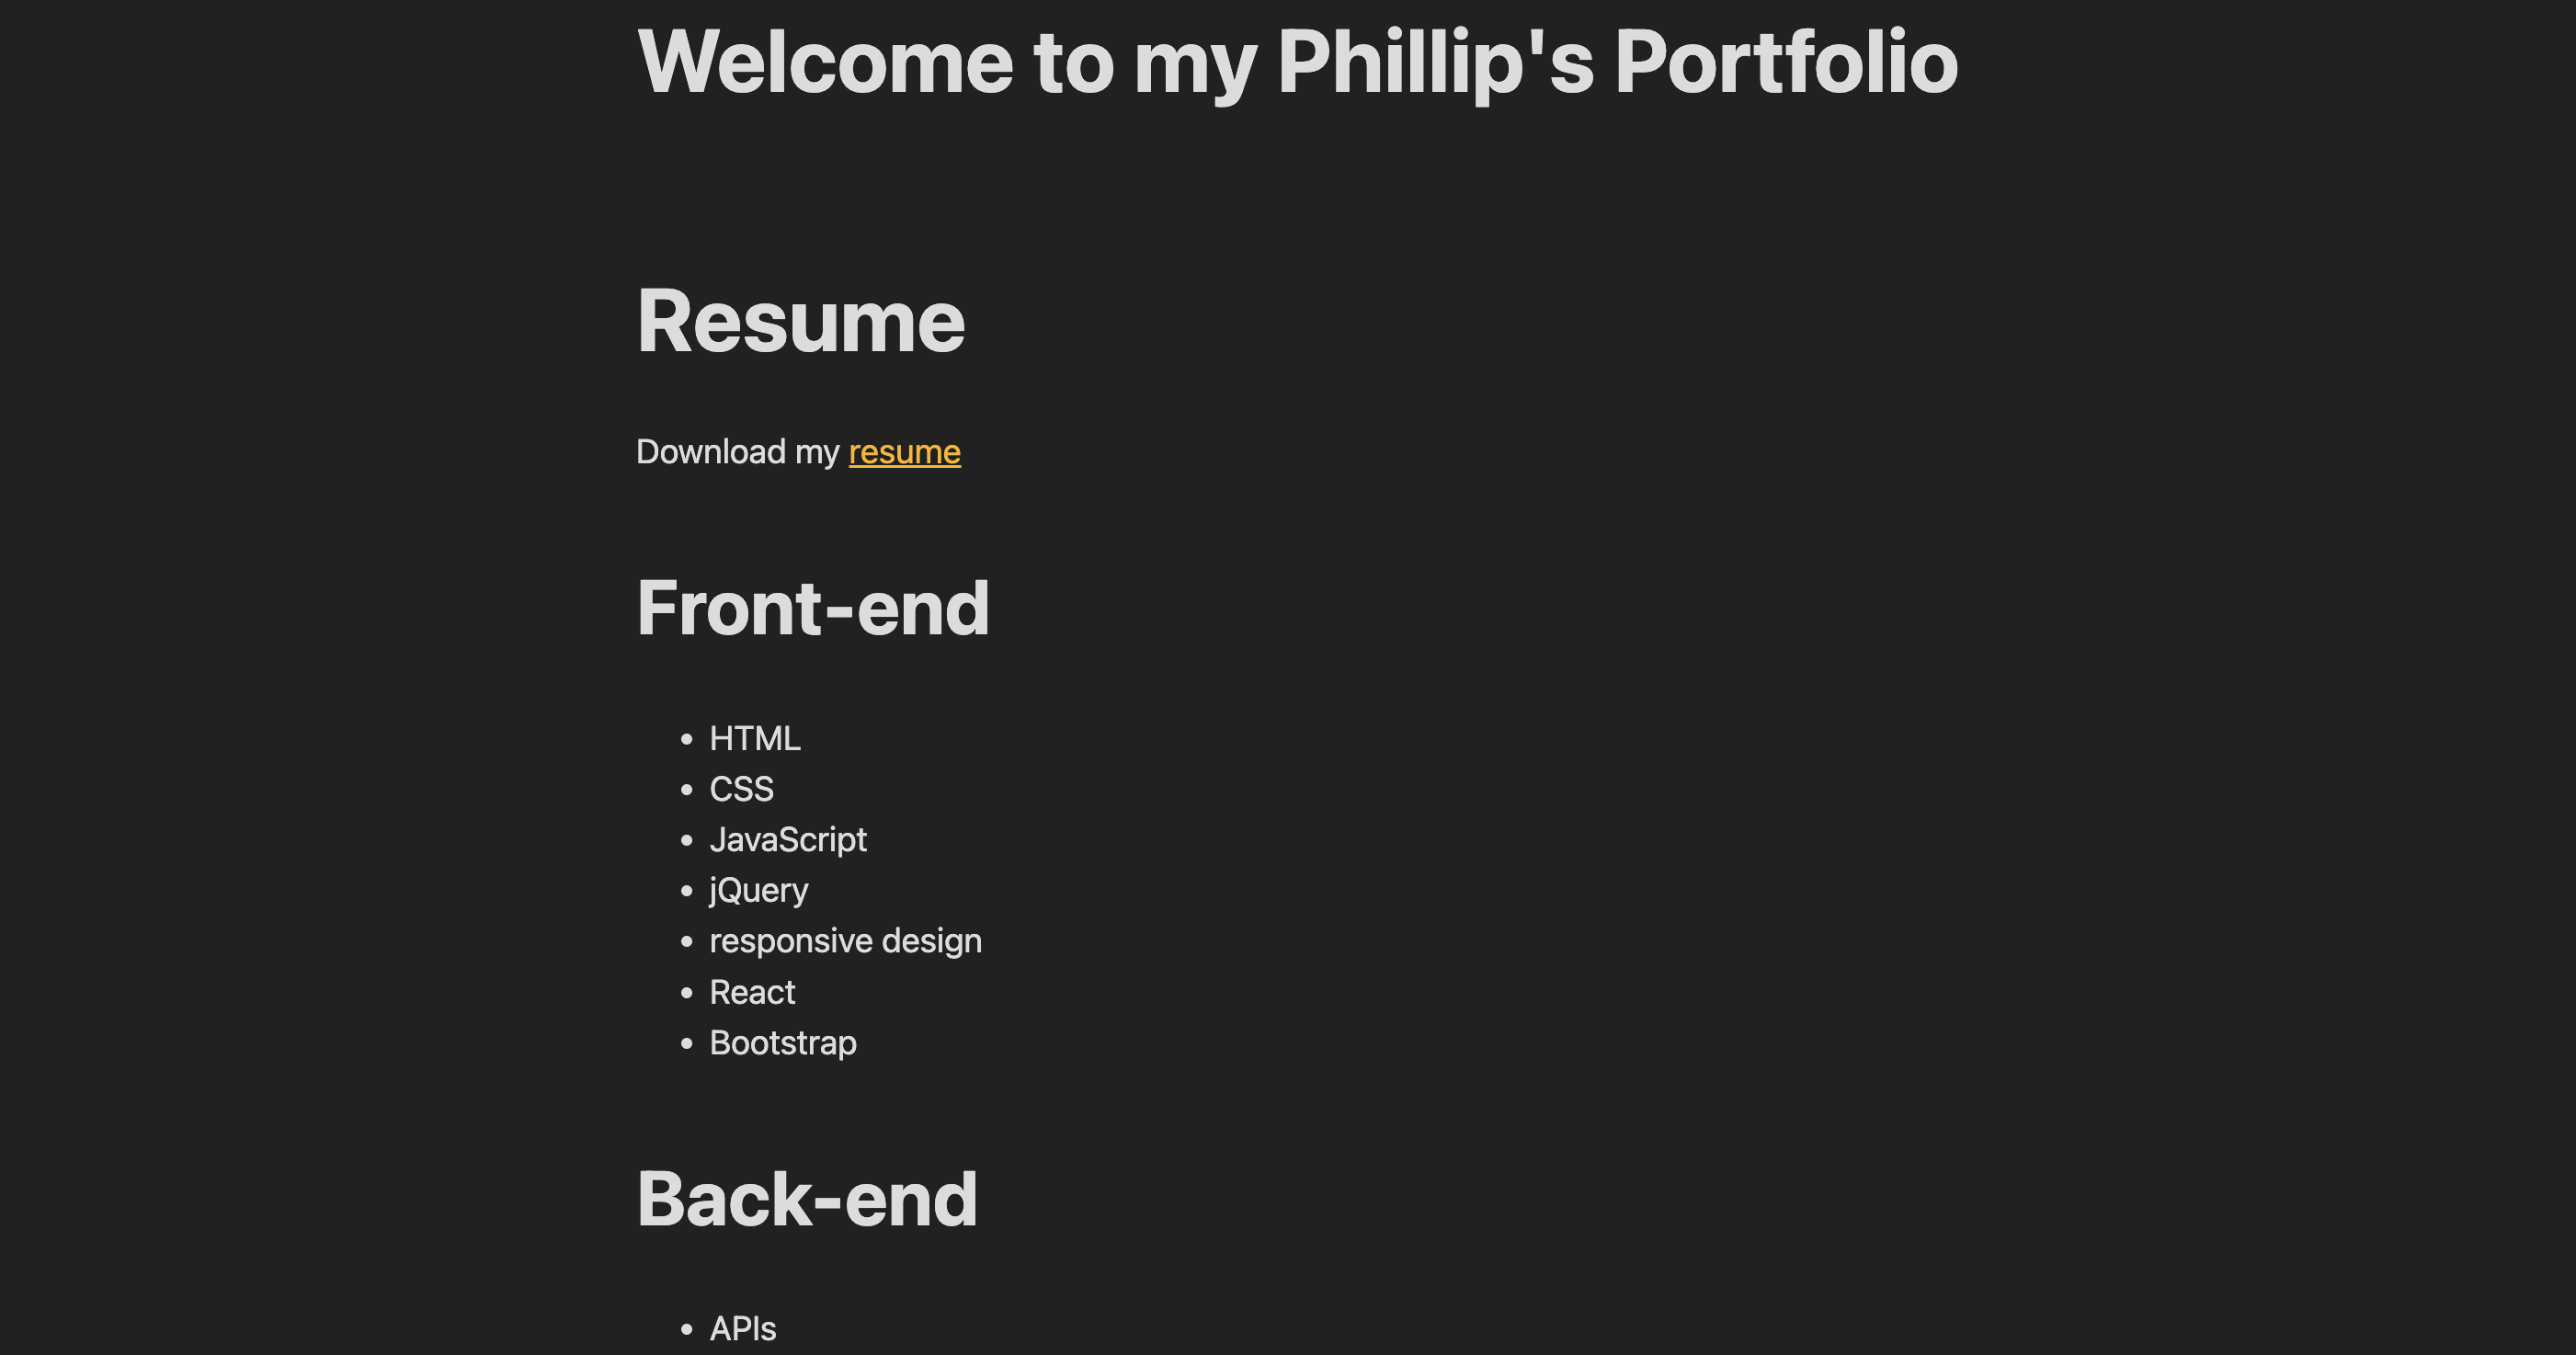 Welcome to my Phillip's Portfolio
Resume
Download my resume
Front-end
HTML
CSS
JavaScript
jQuery
responsive design
React
Bootstrap
Back-end
APIs